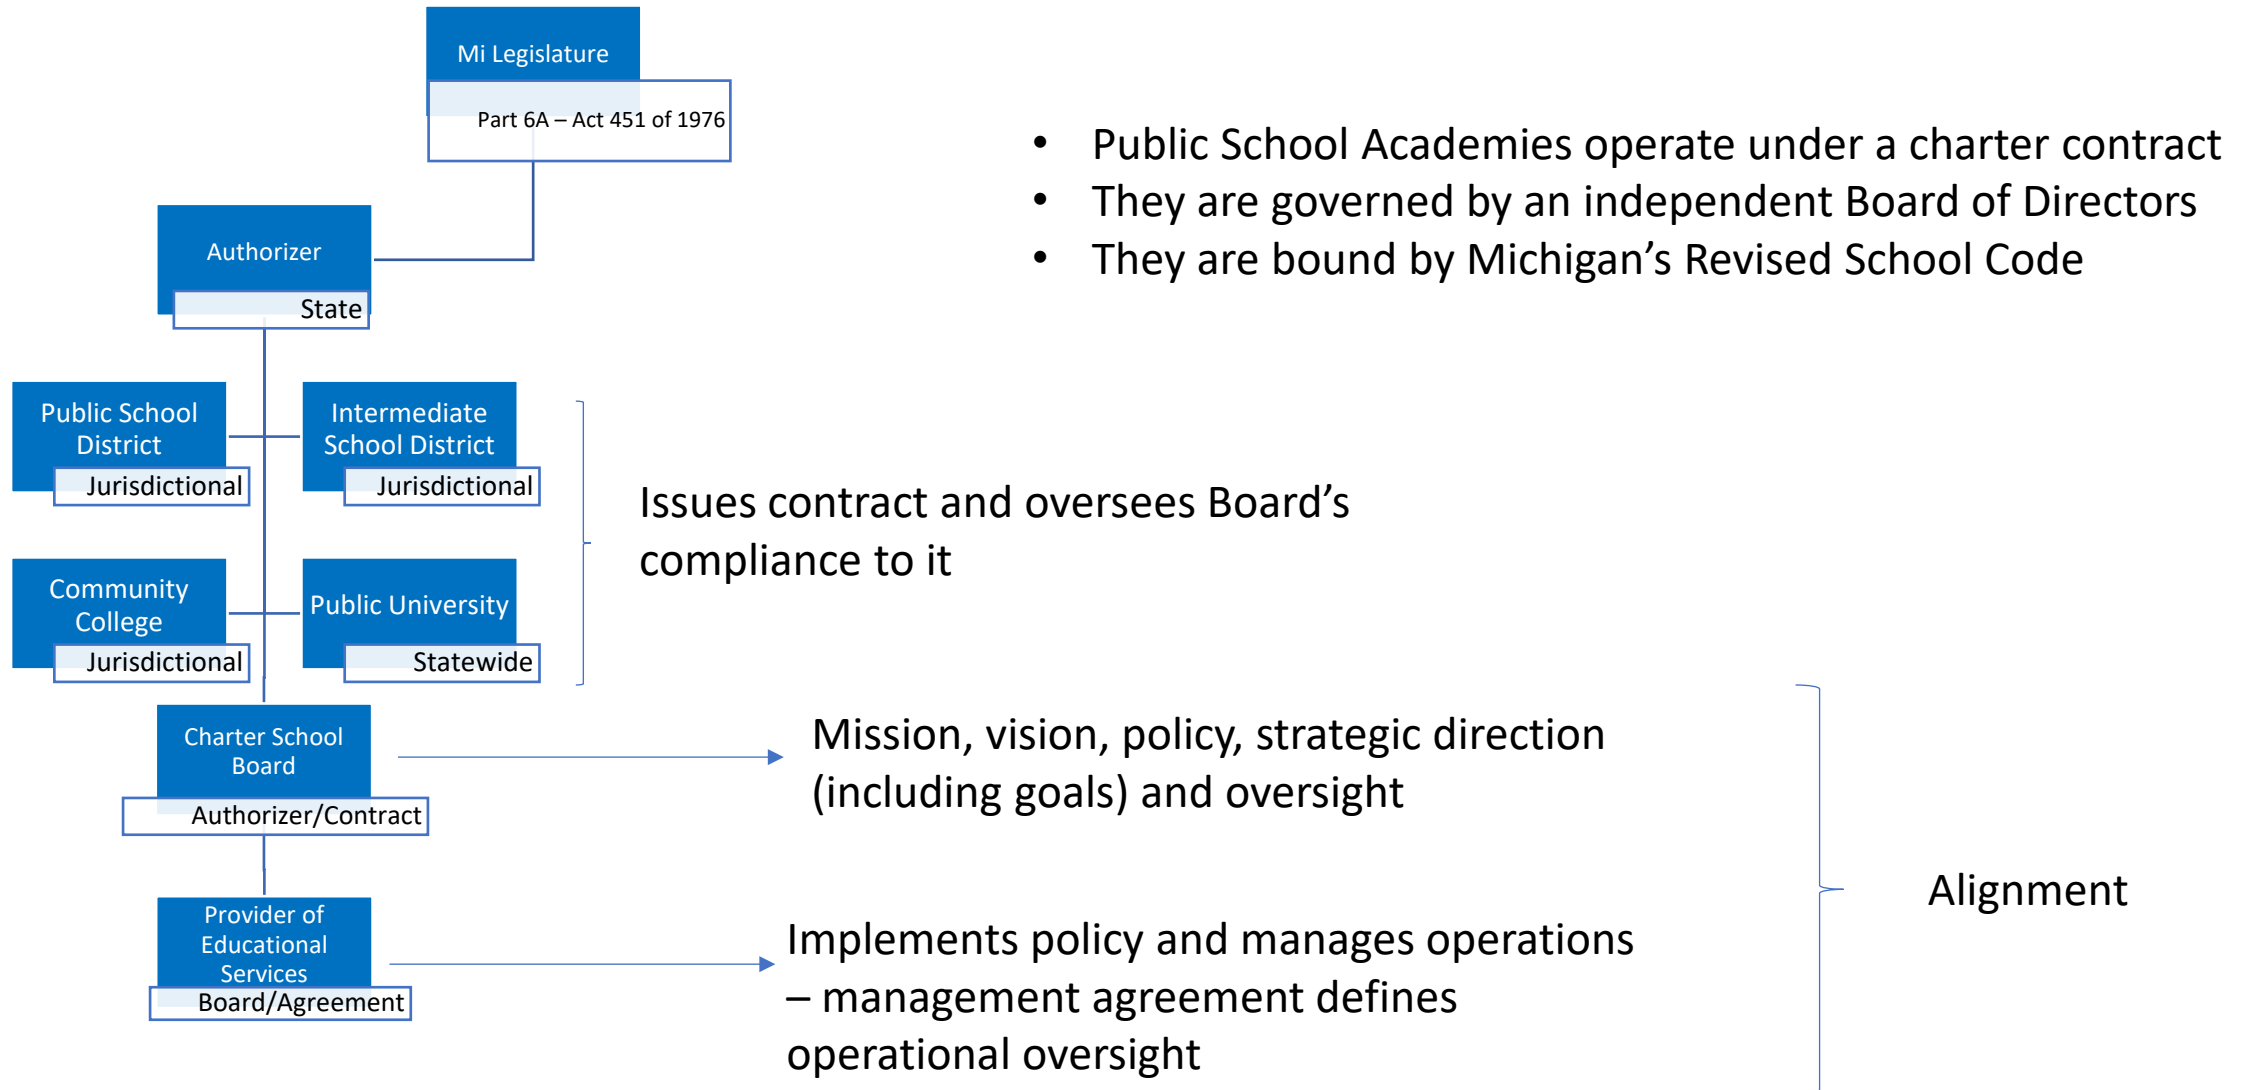 Mi Legislature
Part 6A – Act 451 of 1976
• Public School Academies operate under a charter contract
• They are governed by an independent Board of Directors
• They are bound by Michigan’s Revised School Code
Authorizer
State
Public School
District
Jurisdictional
Intermediate
School District
Jurisdictional
Community
College
Jurisdictional
Public University
Statewide
Issues contract and oversees Board’s
compliance to it
Charter School
Board
Authorizer/Contract
Mission, vision, policy, strategic direction
(including goals) and oversight
Provider of
Educational
Services
Board/Agreement
Implements policy and manages operations
– management agreement defines
operational oversight
Alignment